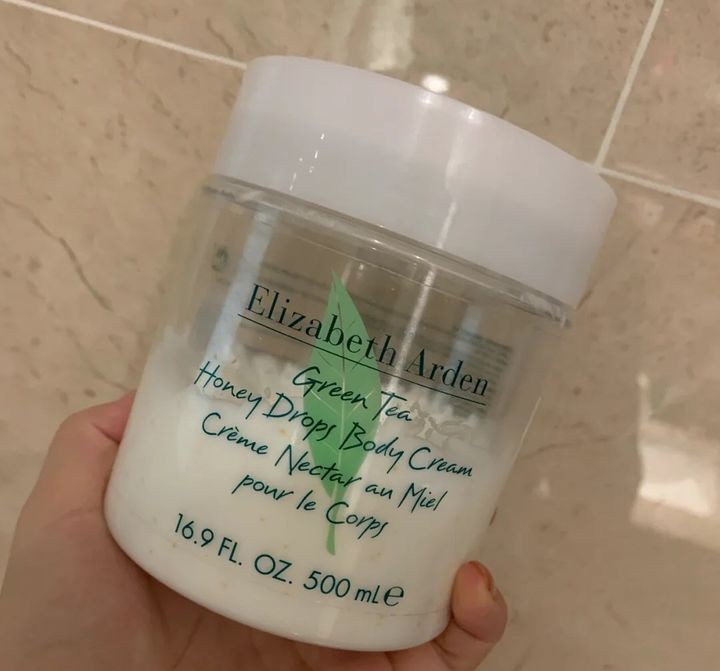 Elizabeth Arden
Green Tea
Honey Drops Body Cream
Crème Nectar au Miel
pour le Corps
16.9 FL. OZ. 500 mL e